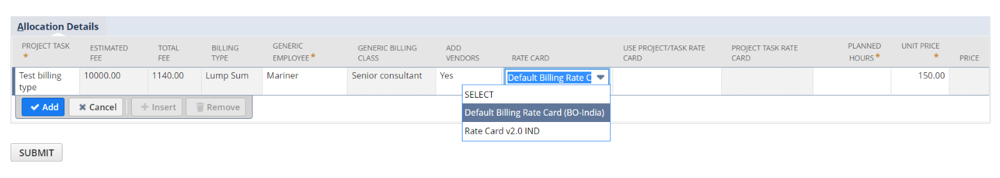 Allocation Details
PROJECT TASK *
ESTIMATED FEE
TOTAL FEE
BILLING TYPE
GENERIC EMPLOYEE *
GENERIC BILLING CLASS
ADD VENDORS
RATE CARD
USE PROJECT/TASK RATE CARD
PROJECT TASK RATE CARD
PLANNED HOURS *
UNIT PRICE *
PRICE
Test billing type
10000.00
1140.00
Lump Sum
Mariner
Senior consultant
Yes
Default Billing Rate C
150.00
SELECT
Default Billing Rate Card (BO-India)
Rate Card v2.0 IND
Add
Cancel
Insert
Remove
SUBMIT